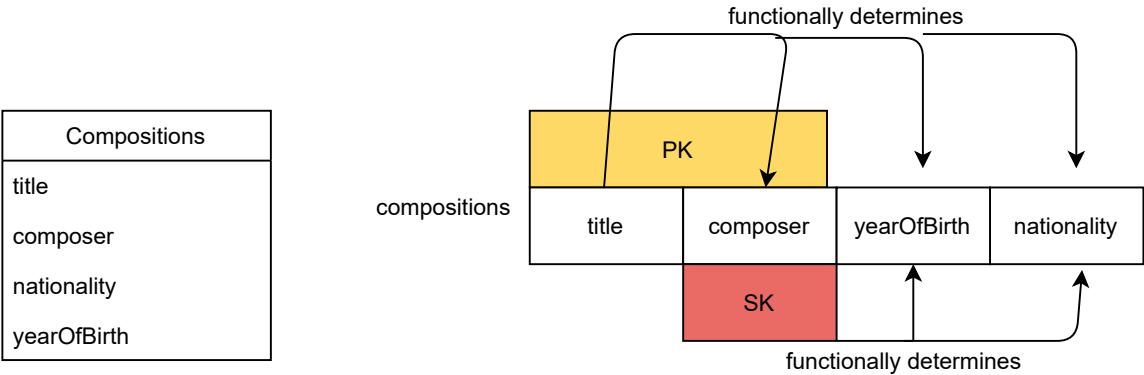 functionally determines
Compositions
title
composer
nationality
yearOfBirth
compositions
PK
title composer yearOfBirth nationality
SK
functionally determines